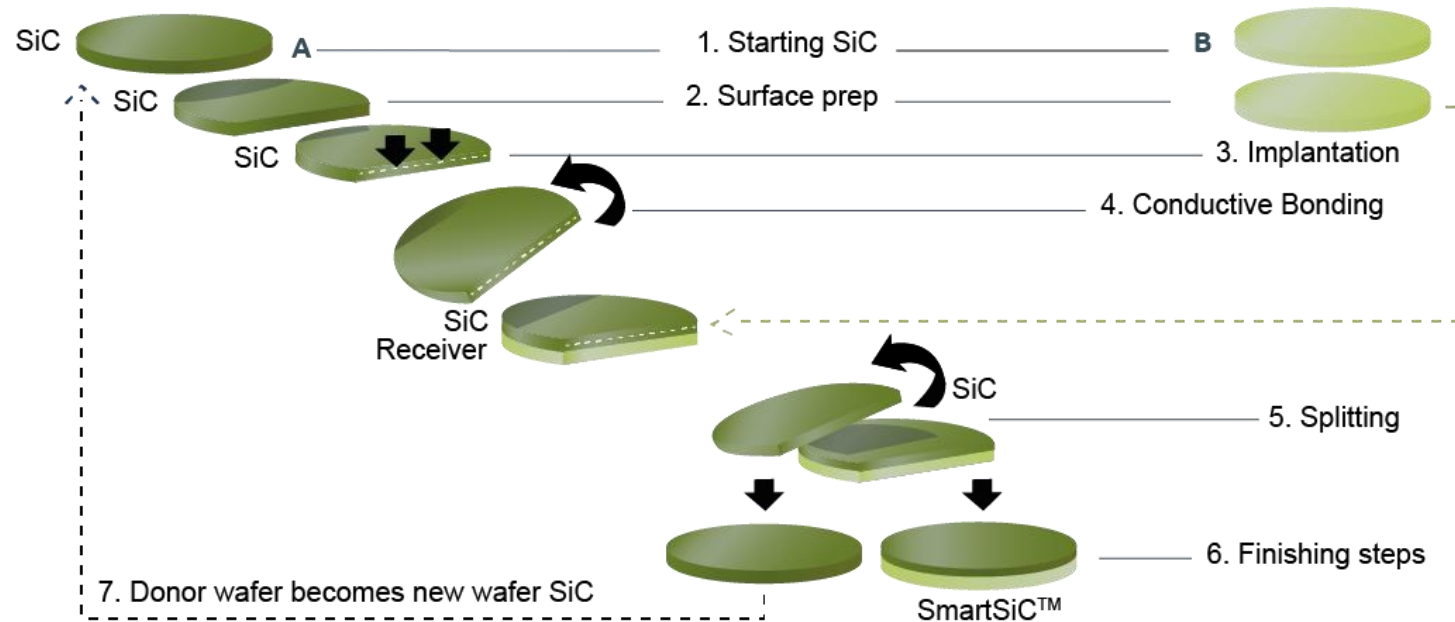 SiC
A
1. Starting SiC
B
SiC
2. Surface prep
SiC
3. Implantation
4. Conductive Bonding
SiC
Receiver
SiC
5. Splitting
6. Finishing steps
7. Donor wafer becomes new wafer SiC
SmartSiC™